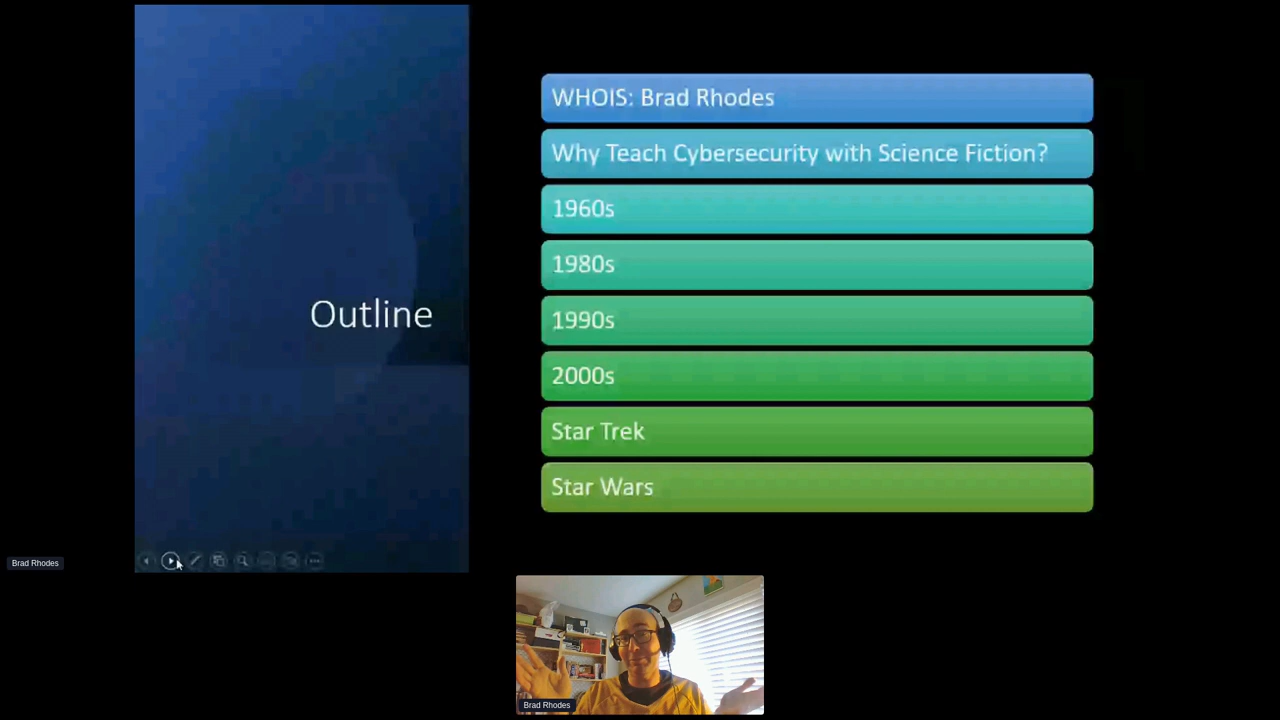 WHOIS: Brad Rhodes
Why Teach Cybersecurity with Science Fiction?
1960s
1980s
1990s
2000s
Star Trek
Star Wars
Outline
Brad Rhodes
Brad Rhodes